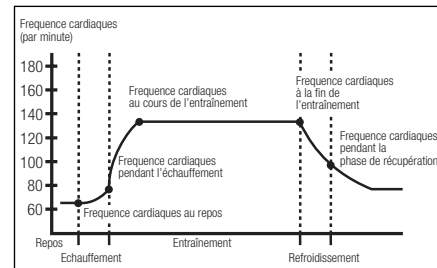 Frequence cardiaques
(par minute)
180
160
140
120
100
80
60
Frequence cardiaques
au cours de l'entraînement
Frequence cardiaques
à la fin de
l'entraînement
Frequence cardiaques
pendant l'échauffement
Frequence cardiaques
pendant la
phase de récupération
Frequence cardiaques au repos
Repos
Entraînement
Echauffement
Refroidissement